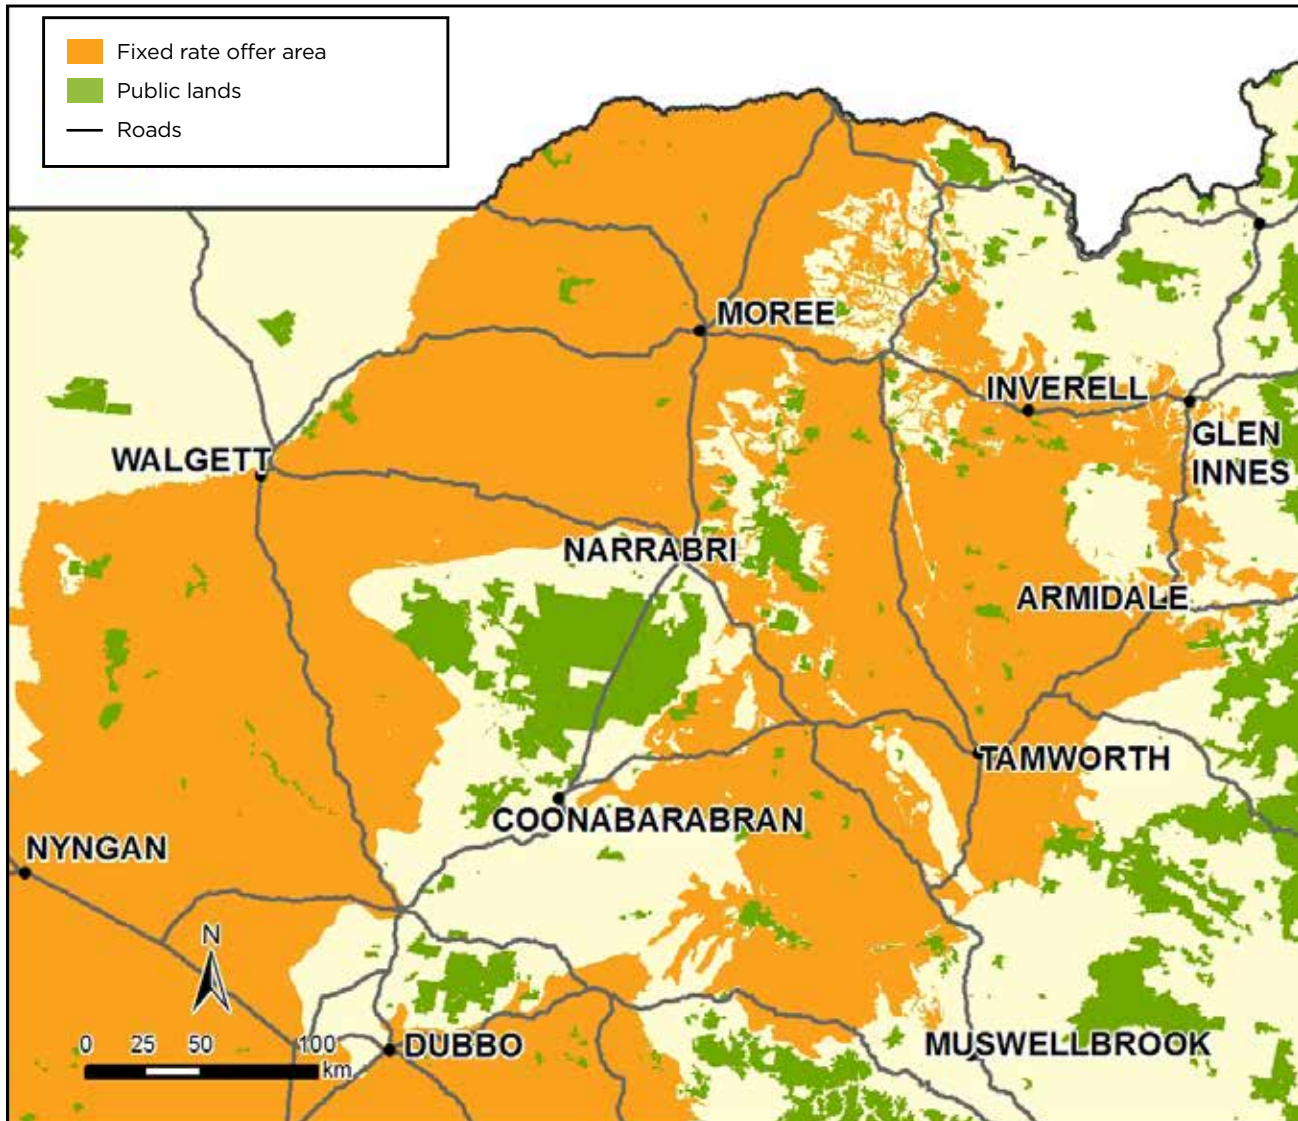 Fixed rate offer area
Public lands
Roads
MOREE
INVERELL
GLEN
INNES
WALGETT
NARRABRI
ARMIDALE
TAMWORTH
COONABARABRAN
NYNGAN
N
0 25 50 100
km
DUBBO
MUSWELLBROOK